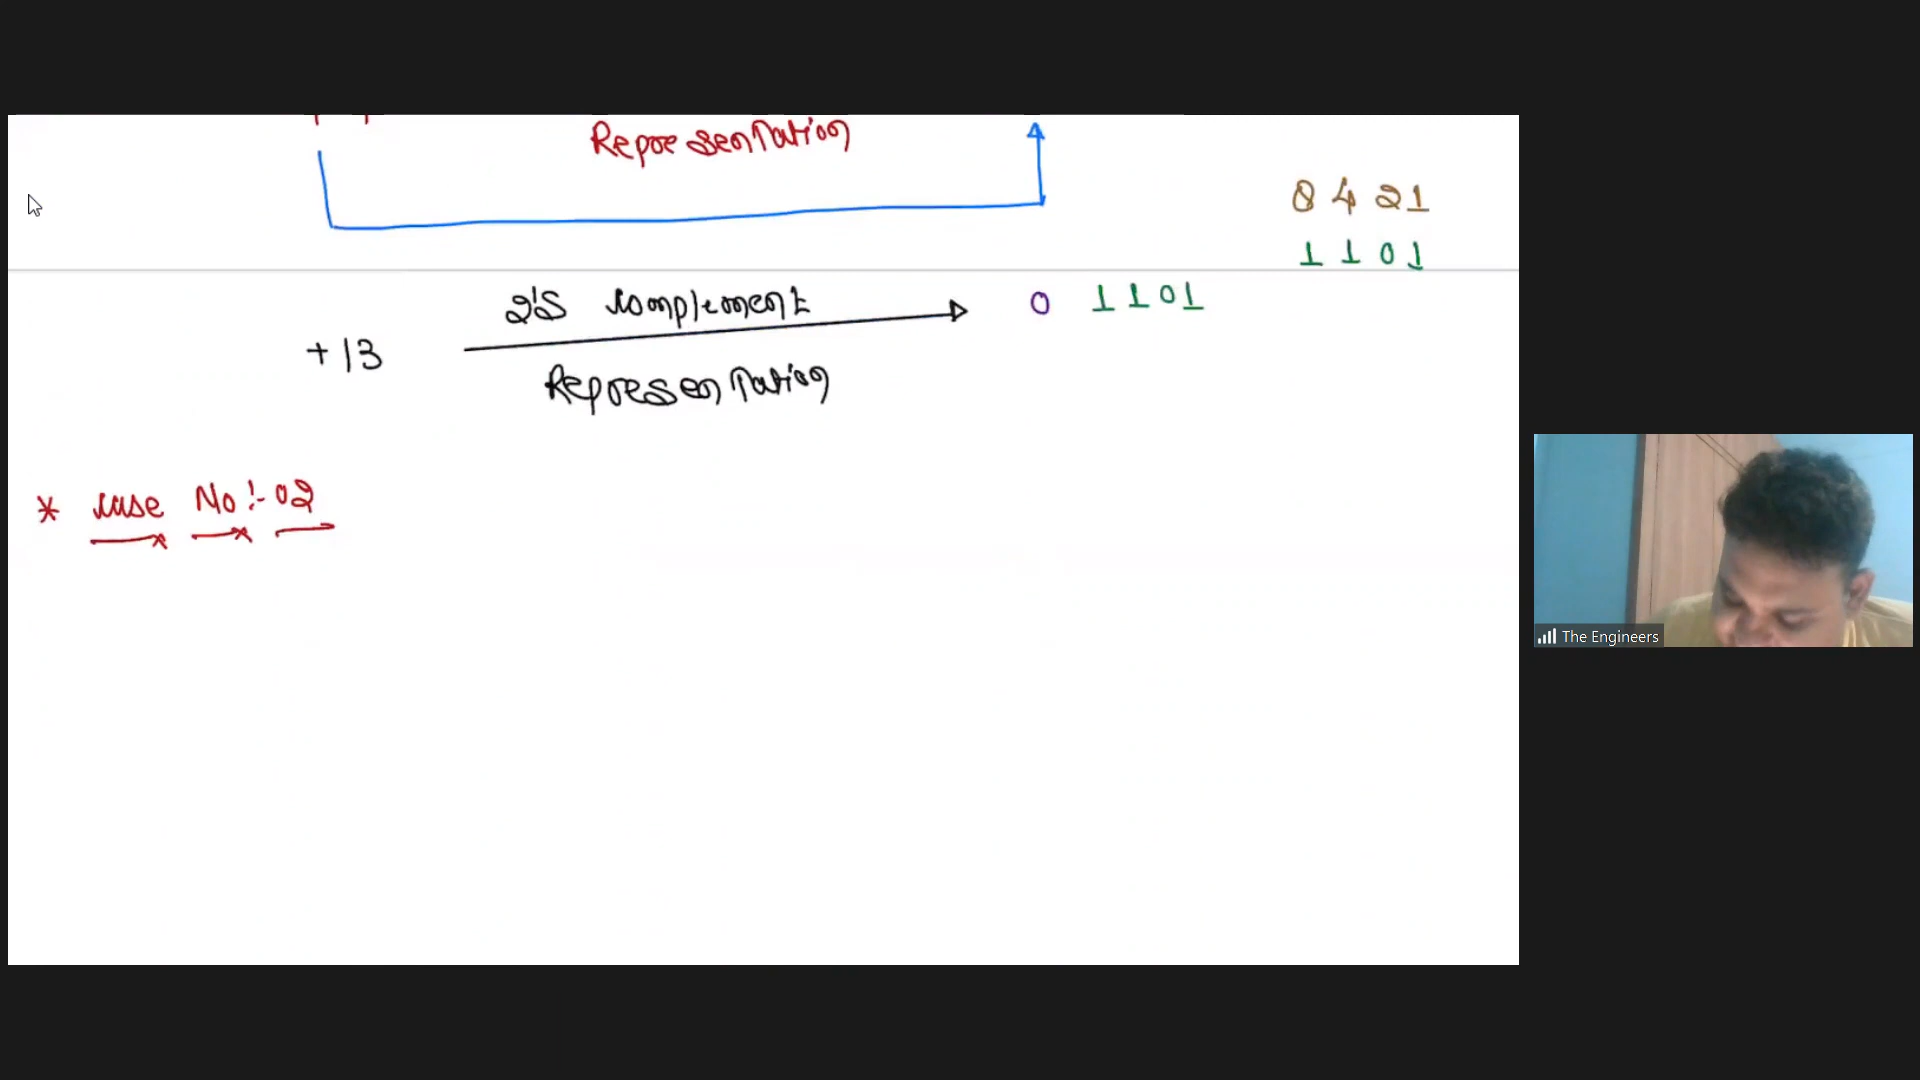 Representation
8 4 2 1
1 1 0 1
2's complement
0 1 1 0 1
+13
Representation
* case No:- 02
The Engineers